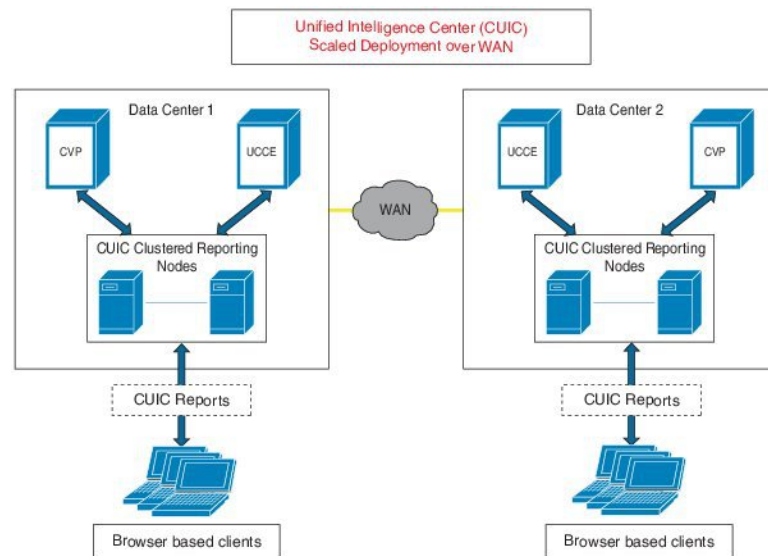 Unified Intelligence Center (CUIC)
Scaled Deployment over WAN
Data Center 1
CVP
UCCE
CUIC Clustered Reporting
Nodes
CUIC Reports
Browser based clients
WAN
Data Center 2
UCCE
CVP
CUIC Clustered Reporting
Nodes
CUIC Reports
Browser based clients